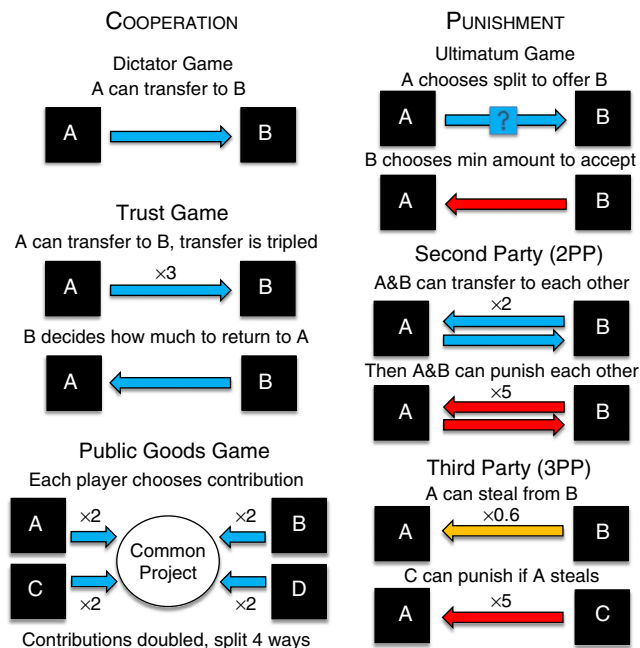 COOPERATION
Dictator Game
A can transfer to B
A
B
Trust Game
A can transfer to B, transfer is tripled
×3
A
B
B decides how much to return to A
A
B
Public Goods Game
Each player chooses contribution
A
×2
×2
B
Common
Project
C
×2
×2
D
Contributions doubled, split 4 ways
PUNISHMENT
Ultimatum Game
A chooses split to offer B
A
?
B
B chooses min amount to accept
A
B
Second Party (2PP)
A&B can transfer to each other
×2
A
B
Then A&B can punish each other
×5
A
B
Third Party (3PP)
A can steal from B
×0.6
A
B
C can punish if A steals
×5
A
C